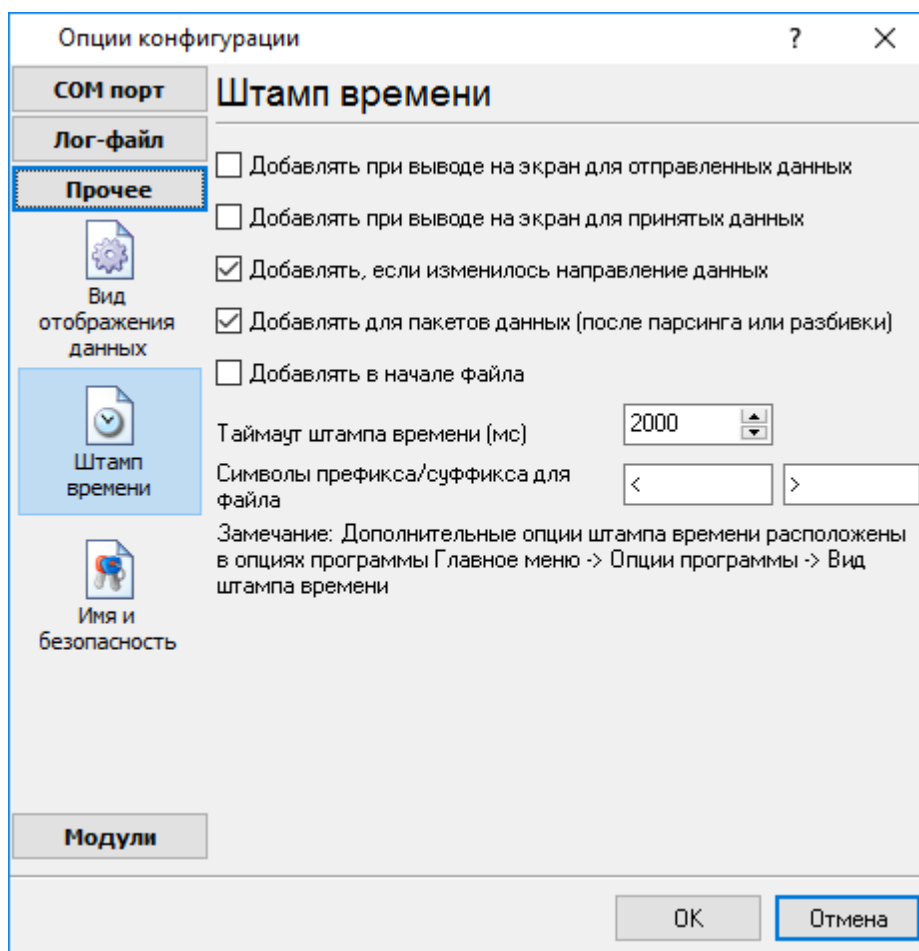 Опции конфигурации
?
COM порт
Лог-файл
Прочее
Вид
отображения
данных
Штамп
времени
Имя и
безопасность
Модули
Штамп времени
Добавлять при выводе на экран для отправленных данных
Добавлять при выводе на экран для принятых данных
Добавлять, если изменилось направление данных
Добавлять для пакетов данных (после парсинга или разбивки)
Добавлять в начале файла
Таймаут штампа времени (мс) 2000
Символы префикса/суффикса для
файла
< >
Замечание: Дополнительные опции штампа времени расположены
в опциях программы Главное меню -> Опции программы -> Вид
штампа времени
OK Отмена